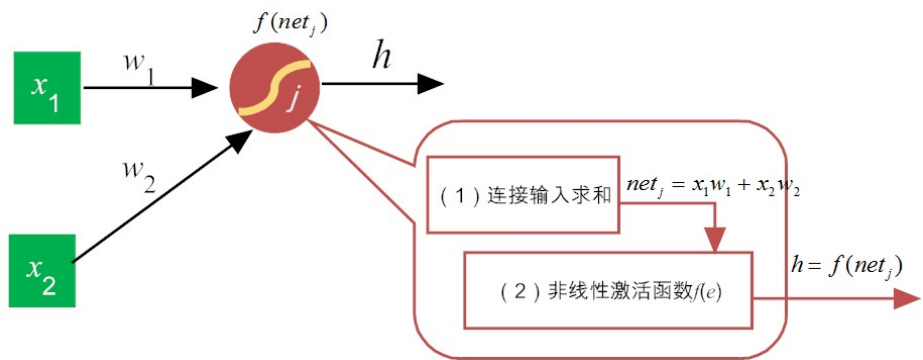 f(net_j)
x_1
w_1
j
h
w_2
（1）连接输入求和
net_j = x_1w_1 + x_2w_2
x_2
（2）非线性激活函数f(e)
h = f(net_j)